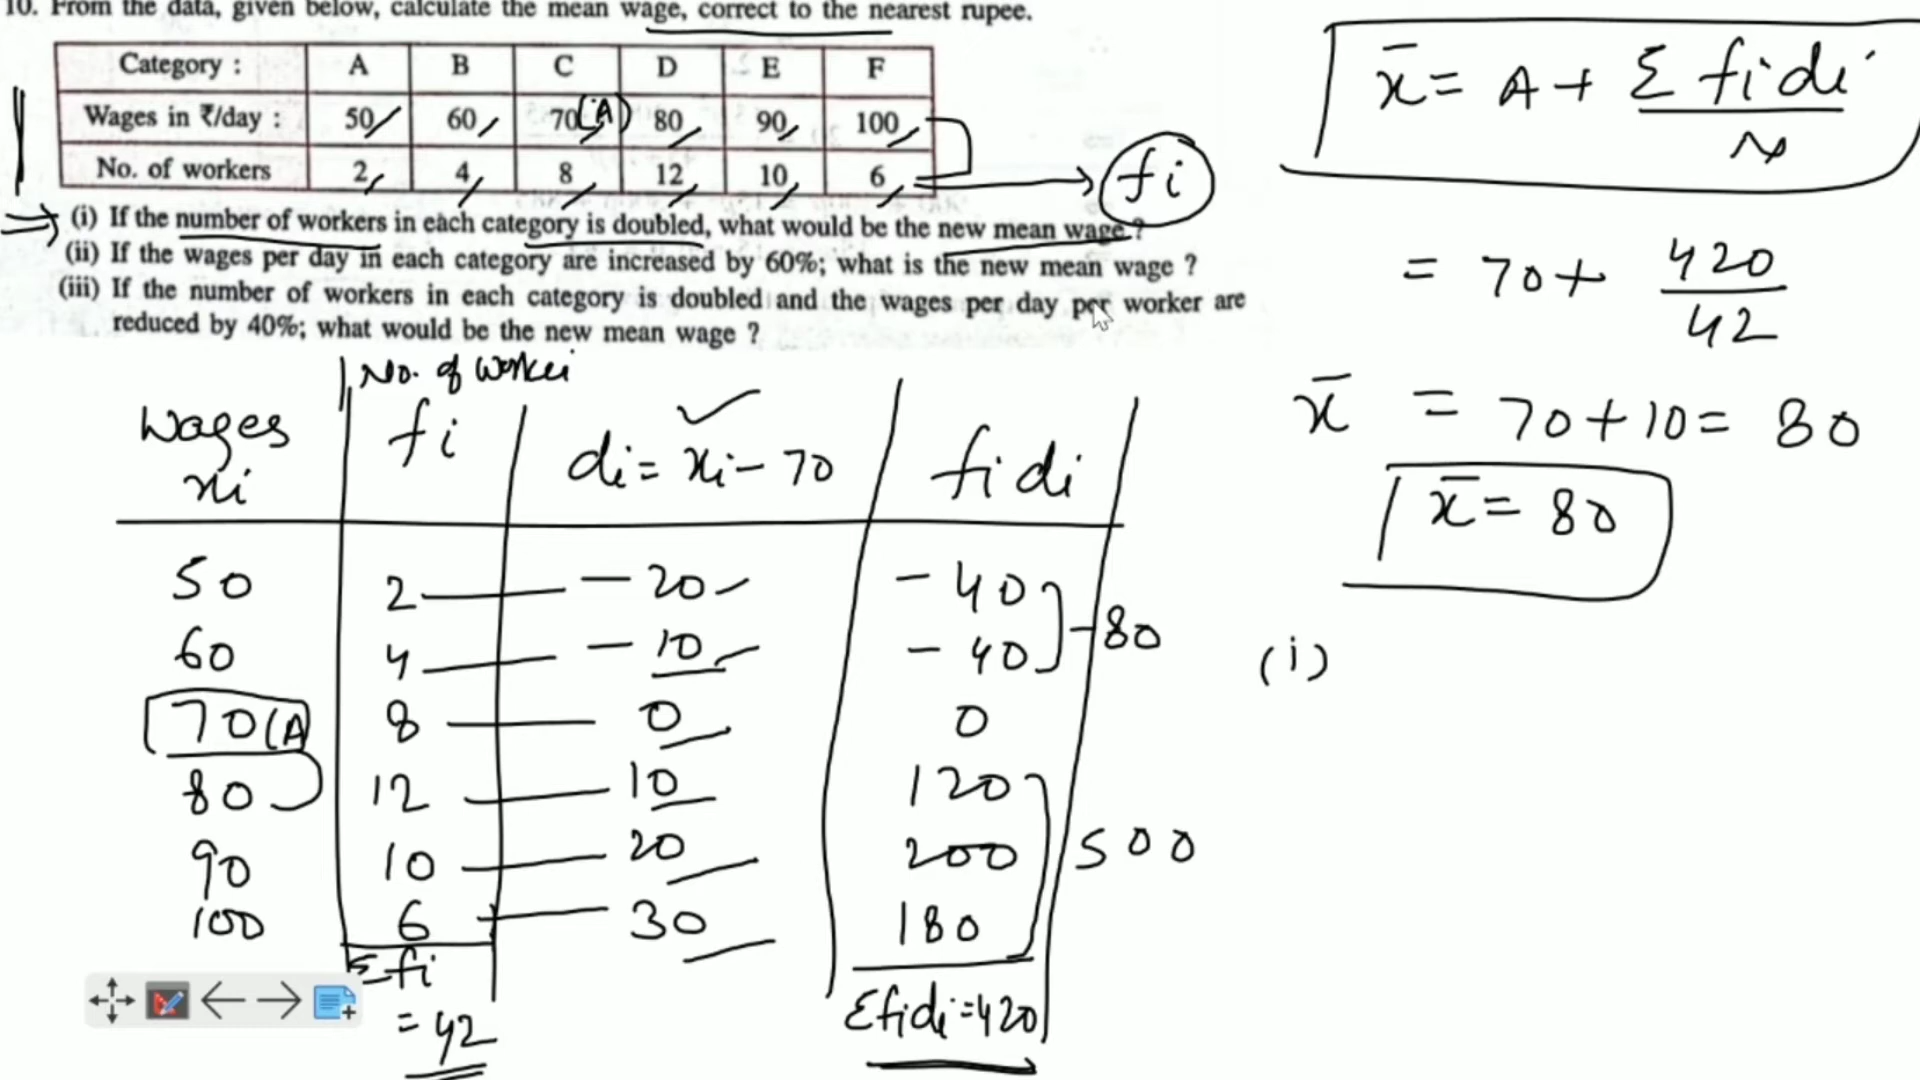 10. From the data, given below, calculate the mean wage, correct to the nearest rupee.
Category : A B C D E F
Wages in ₹/day : 50 60 70(A) 80 90 100
No. of workers 2 4 8 12 10 6
fi
(i) If the number of workers in each category is doubled, what would be the new mean wage ?
(ii) If the wages per day in each category are increased by 60%; what is the new mean wage ?
(iii) If the number of workers in each category is doubled and the wages per day per worker are
reduced by 40%; what would be the new mean wage ?
No. of worker
Wages xi fi di = xi - 70 fidi
50 2 - 20 - 40
60 4 - 10 - 40
- 80
70(A) 8 0 0
80 12 10 120
90 10 20 200
100 6 30 180
500
Σfi = 42
Σfidi = 420
x̄ = A + Σfidi / N
= 70 + 420 / 42
x̄ = 70 + 10 = 80
x̄ = 80
(i)